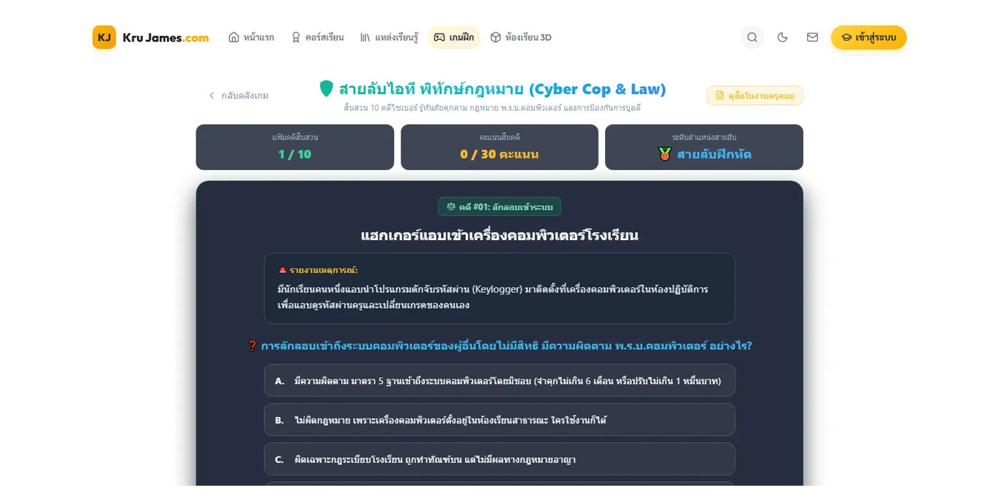 KJ Kru James.com หน้าแรก คอร์สเรียน แหล่งเรียนรู้ เกมฝึก ห้องเรียน 3D เข้าสู่ระบบ
กลับคลังเกม
สายลับไอที พิทักษ์กฎหมาย (Cyber Cop & Law)
สืบสวน 10 คดีไซเบอร์ รู้ทันภัยคุกคาม กฎหมาย พ.ร.บ.คอมพิวเตอร์ และการป้องกันการบูลลี่
ดูสื่อใบงานครูคอม
แฟ้มคดีสืบสวน
1 / 10
คะแนนสืบคดี
0 / 30 คะแนน
ระดับตำแหน่งสายลับ
สายลับฝึกหัด
คดี #01: ลักลอบเข้าระบบ
แฮกเกอร์แอบเข้าเครื่องคอมพิวเตอร์โรงเรียน
🚨 รายงานเหตุการณ์:
มีนักเรียนคนหนึ่งแอบนำโปรแกรมดักจับรหัสผ่าน (Keylogger) มาติดตั้งที่เครื่องคอมพิวเตอร์ในห้องปฏิบัติการ
เพื่อแอบดูรหัสผ่านครูและเปลี่ยนเกรดของตนเอง
❓ การลักลอบเข้าถึงระบบคอมพิวเตอร์ของผู้อื่นโดยไม่มีสิทธิ มีความผิดตาม พ.ร.บ.คอมพิวเตอร์ อย่างไร?
A. มีความผิดตาม มาตรา 5 ฐานเข้าถึงระบบคอมพิวเตอร์โดยมิชอบ (จำคุกไม่เกิน 6 เดือน หรือปรับไม่เกิน 1 หมื่นบาท)
B. ไม่ผิดกฎหมาย เพราะเครื่องคอมพิวเตอร์ตั้งอยู่ในห้องเรียนสาธารณะ ใครใช้งานก็ได้
C. ผิดเฉพาะกฎระเบียบโรงเรียน ถูกทำทัณฑ์บน แต่ไม่มีผลทางกฎหมายอาญา